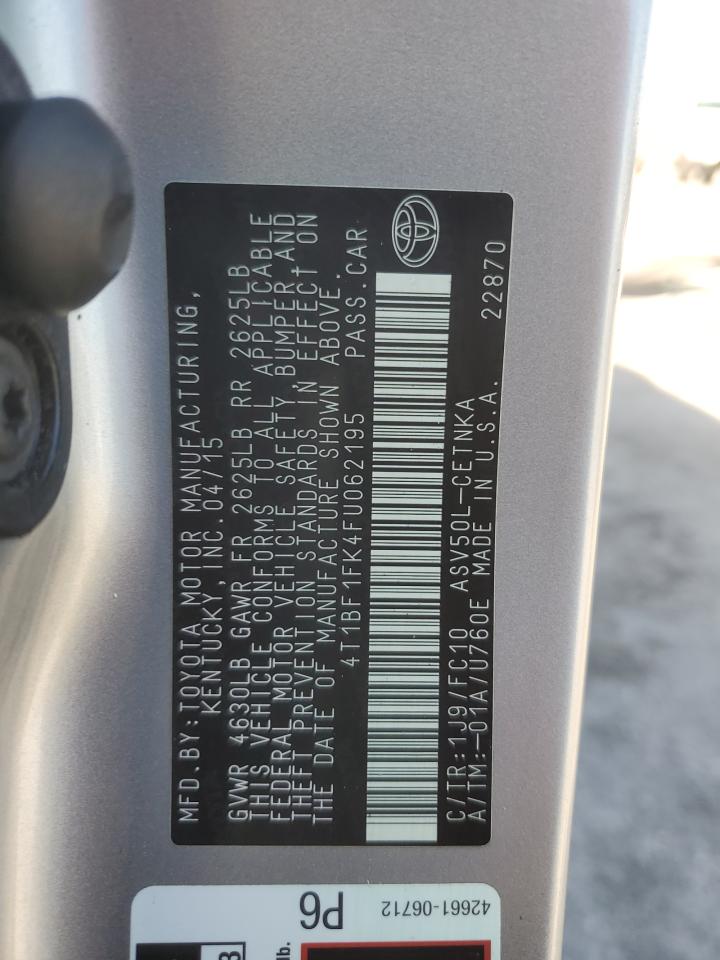 MFD.BY:TOYOTA MOTOR MANUFACTURING,
KENTUCKY, INC.04/15
GVWR 4630LB GAWR FR 2625LB RR 2625LB
THIS VEHICLE CONFORMS TO ALL APPLICABLE
FEDERAL MOTOR VEHICLE SAFETY, BUMPER,AND
THEFT PREVENTION STANDARDS IN EFFECT ON
THE DATE OF MANUFACTURE SHOWN ABOVE.
4T1BF1FK4FU062195 PASS.CAR
C/TR:1J9/FC10 ASV50L-CETNKA
A/TM:-01A/U760E MADE IN U.S.A. 22870
42661-06712
P6
lb.